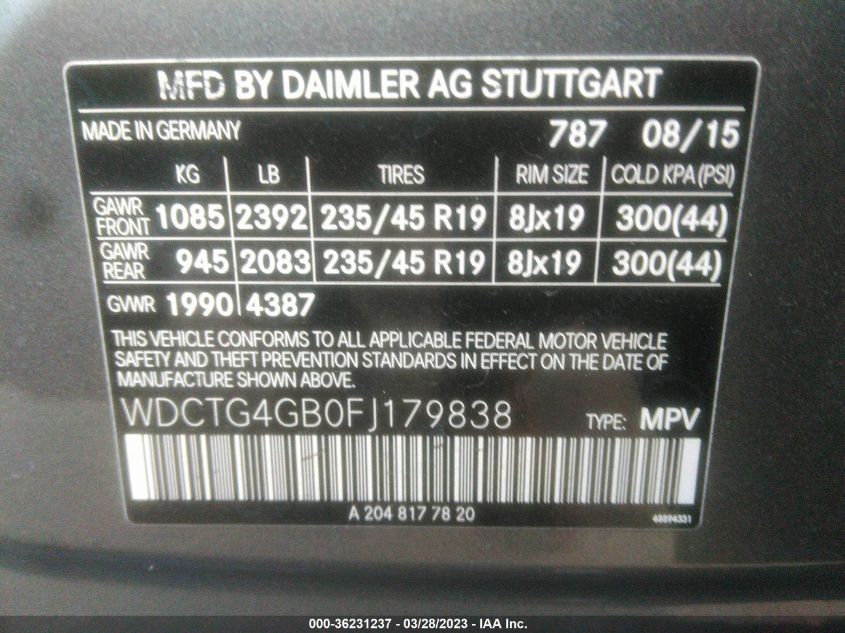 MFD BY DAIMLER AG STUTTGART
MADE IN GERMANY 787 08/15
KG LB TIRES RIM SIZE COLD KPA (PSI)
GAWR FRONT 1085 2392 235/45 R19 8Jx19 300(44)
GAWR REAR 945 2083 235/45 R19 8Jx19 300(44)
GVWR 1990 4387
THIS VEHICLE CONFORMS TO ALL APPLICABLE FEDERAL MOTOR VEHICLE
SAFETY AND THEFT PREVENTION STANDARDS IN EFFECT ON THE DATE OF
MANUFACTURE SHOWN ABOVE.
WDCTG4GB0FJ179838 TYPE: MPV
A 204 817 78 20
000-36231237 - 03/28/2023 - IAA Inc.